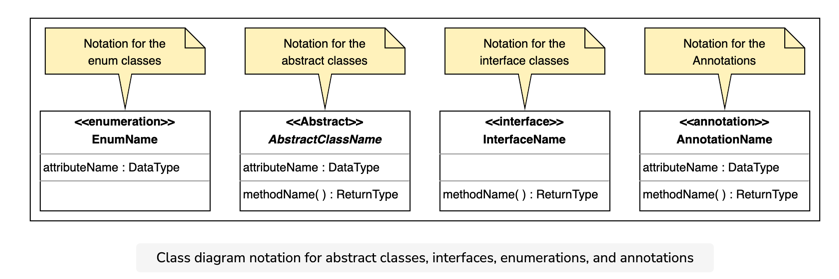 Notation for the
enum classes
Notation for the
abstract classes
Notation for the
interface classes
Notation for the
Annotations
<<enumeration>>
EnumName
attributeName : DataType
<<Abstract>>
AbstractClassName
attributeName : DataType
methodName( ) : ReturnType
<<interface>>
InterfaceName
methodName( ) : ReturnType
<<annotation>>
AnnotationName
attributeName : DataType
methodName( ) : ReturnType
Class diagram notation for abstract classes, interfaces, enumerations, and annotations